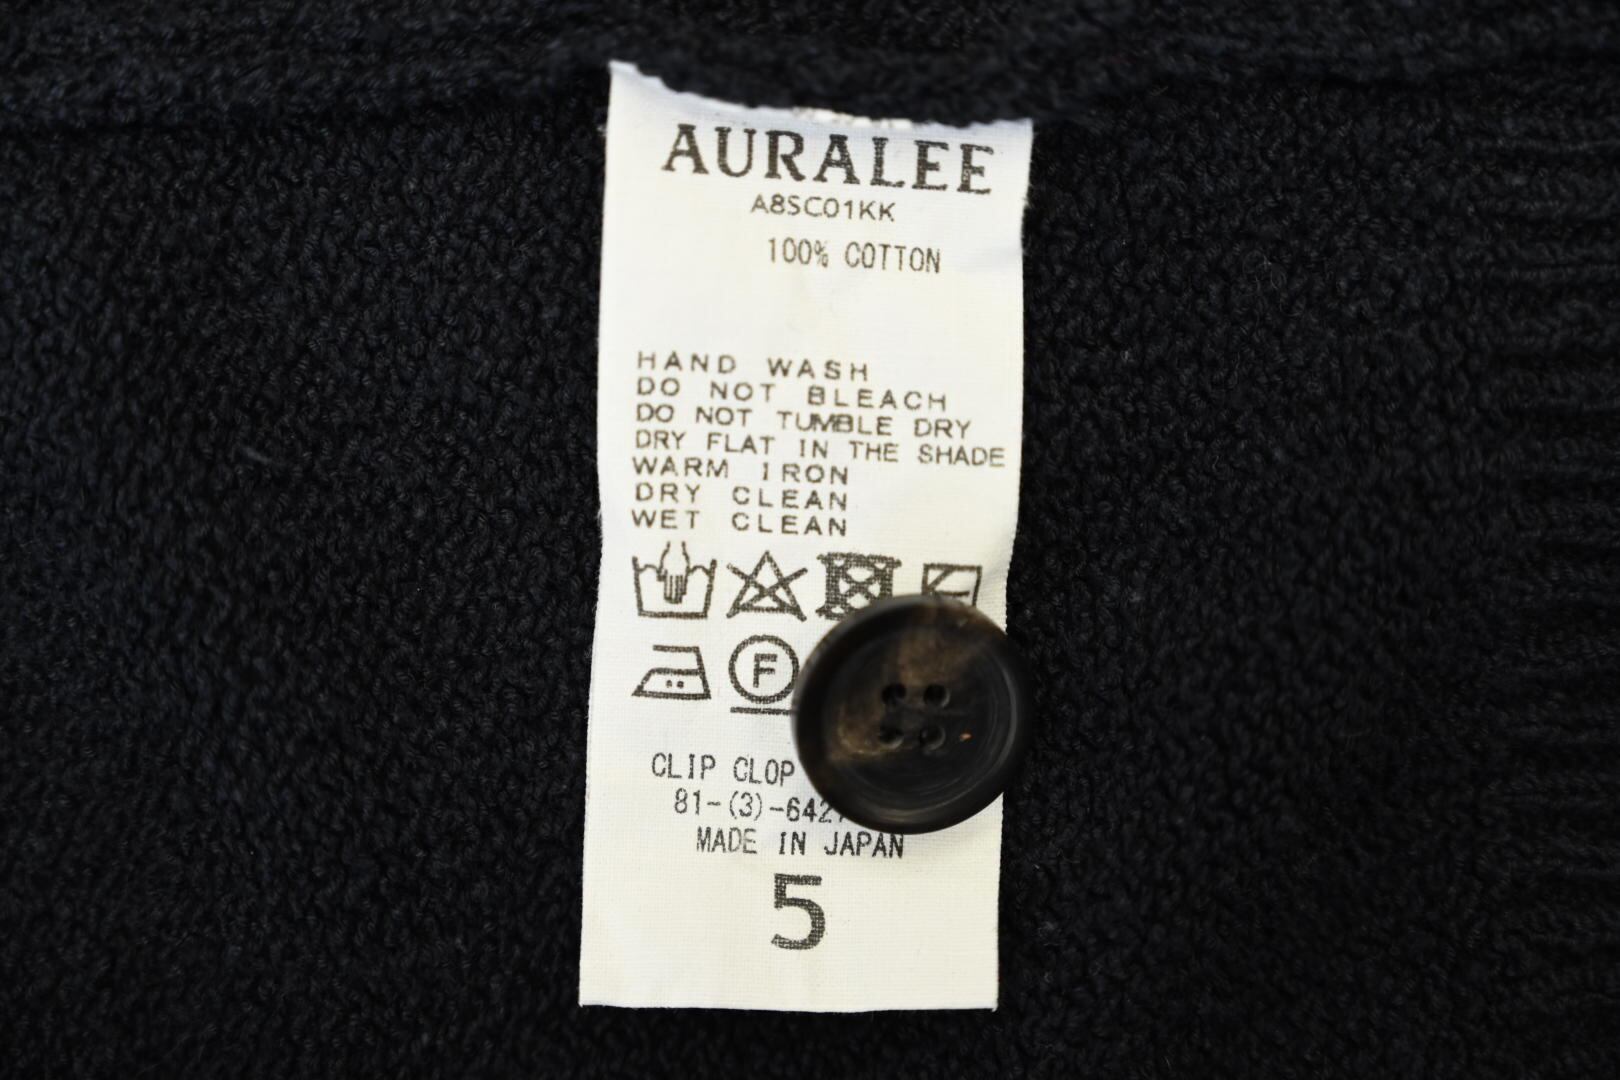 AURALEE
A8SC01KK
100% COTTON
HAND WASH
DO NOT BLEACH
DO NOT TUMBLE DRY
DRY FLAT IN THE SHADE
WARM IRON
DRY CLEAN
WET CLEAN
F
CLIP CLOP
81-(3)-642
MADE IN JAPAN
5